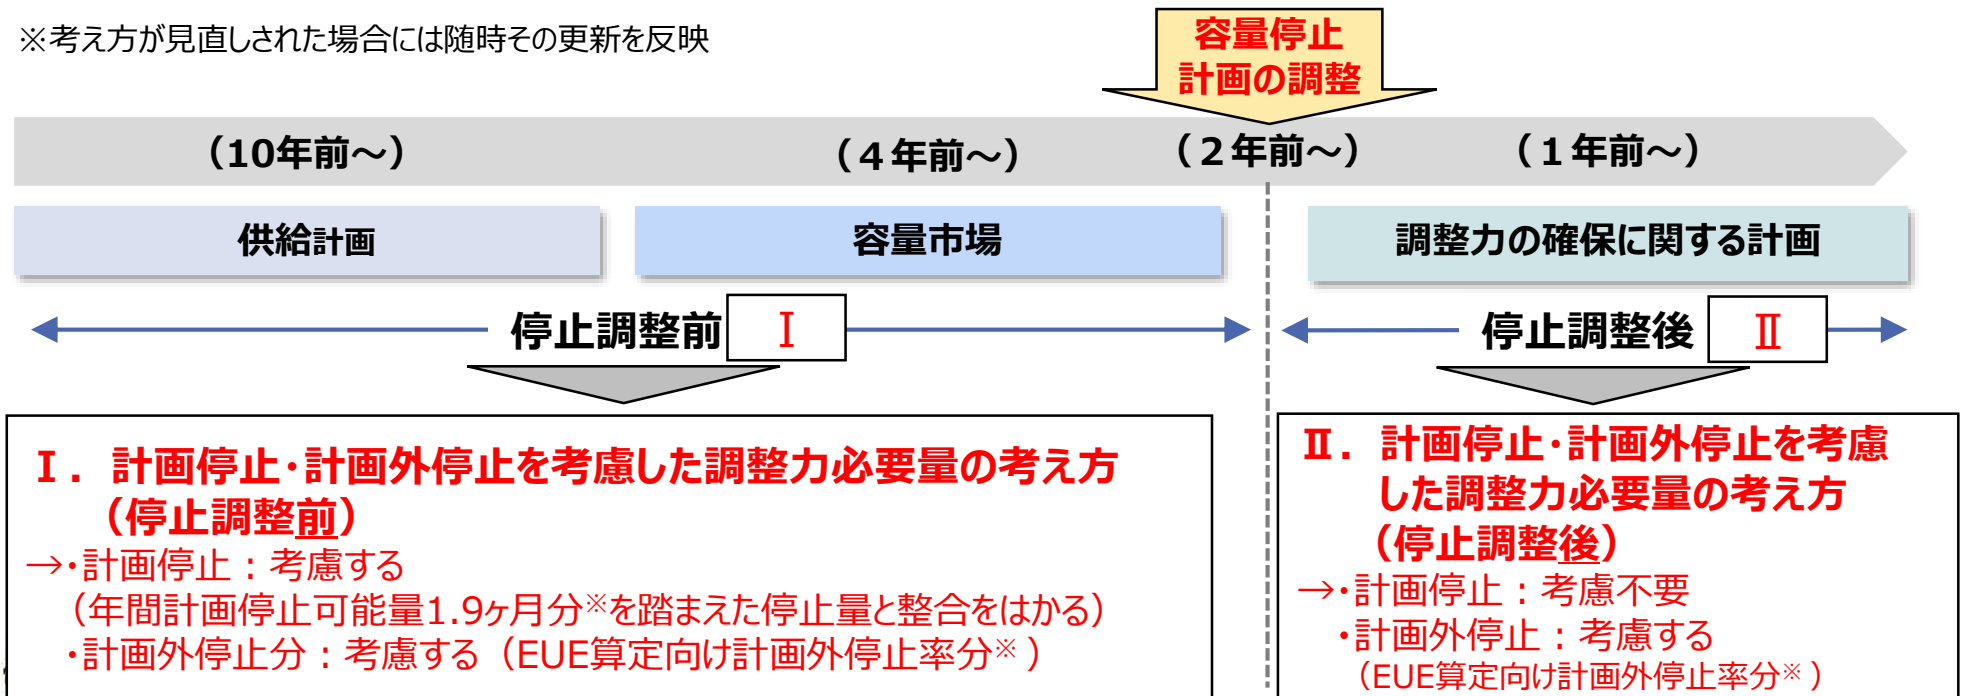 ※考え方が見直しされた場合には随時その更新を反映
容量停止
計画の調整
（10年前～）
（４年前～）
（２年前～）
（１年前～）
供給計画
容量市場
調整力の確保に関する計画
停止調整前
Ⅰ
停止調整後
Ⅱ
Ⅰ．計画停止・計画外停止を考慮した調整力必要量の考え方
（停止調整前）
→・計画停止：考慮する
（年間計画停止可能量1.9ヶ月分※を踏まえた停止量と整合をはかる）
・計画外停止分：考慮する（EUE算定向け計画外停止率分※ ）
Ⅱ．計画停止・計画外停止を考慮
した調整力必要量の考え方
（停止調整後）
→・計画停止：考慮不要
・計画外停止：考慮する
（EUE算定向け計画外停止率分※ ）